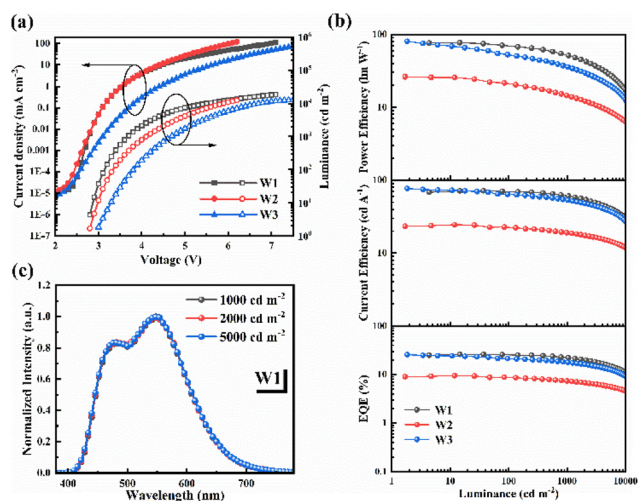 (a)
100
10
1
0.1
0.01
0.001
1E-4
1E-5
1E-6
1E-7
Current density (mA cm-2)
10⁶
10⁵
10⁴
10³
10²
10¹
10⁰
Luminance (cd m-2)
W1
W2
W3
2 3 4 5 6 7
Voltage (V)
(b)
100
10
1
Power Efficiency (lm W-1)
100
10
1
Current Efficiency (cd A-1)
100
10
1
0.1
EQE (%)
W1
W2
W3
1 10 100 1000 10000
Luminance (cd m-2)
(c)
1000 cd m-2
2000 cd m-2
5000 cd m-2
W1
1.0
0.8
0.6
0.4
0.2
0.0
Normalized Intensity (a.u.)
400 500 600 700
Wavelength (nm)